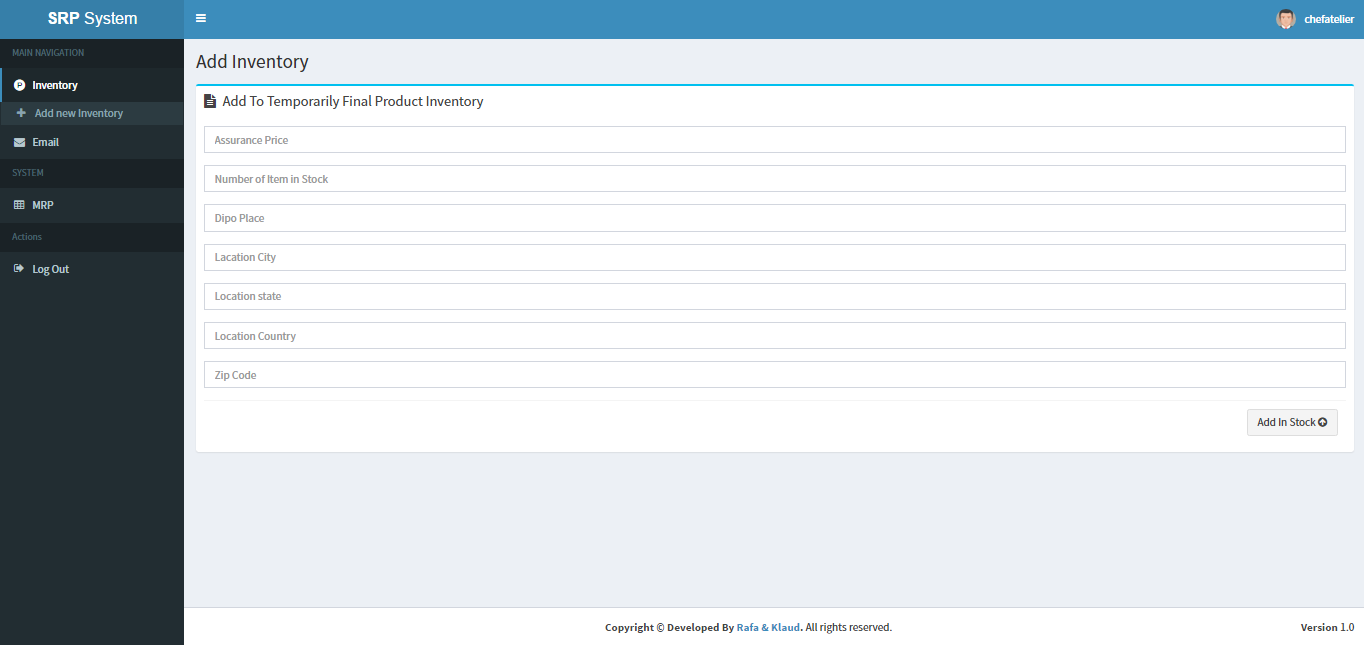 SRP System
chefatelier
MAIN NAVIGATION
Inventory
Add new Inventory
Email
SYSTEM
MRP
Actions
Log Out
Add Inventory
Add To Temporarily Final Product Inventory
Assurance Price
Number of Item in Stock
Dipo Place
Lacation City
Location state
Location Country
Zip Code
Add In Stock
Copyright © Developed By Rafa & Klaud. All rights reserved.
Version 1.0